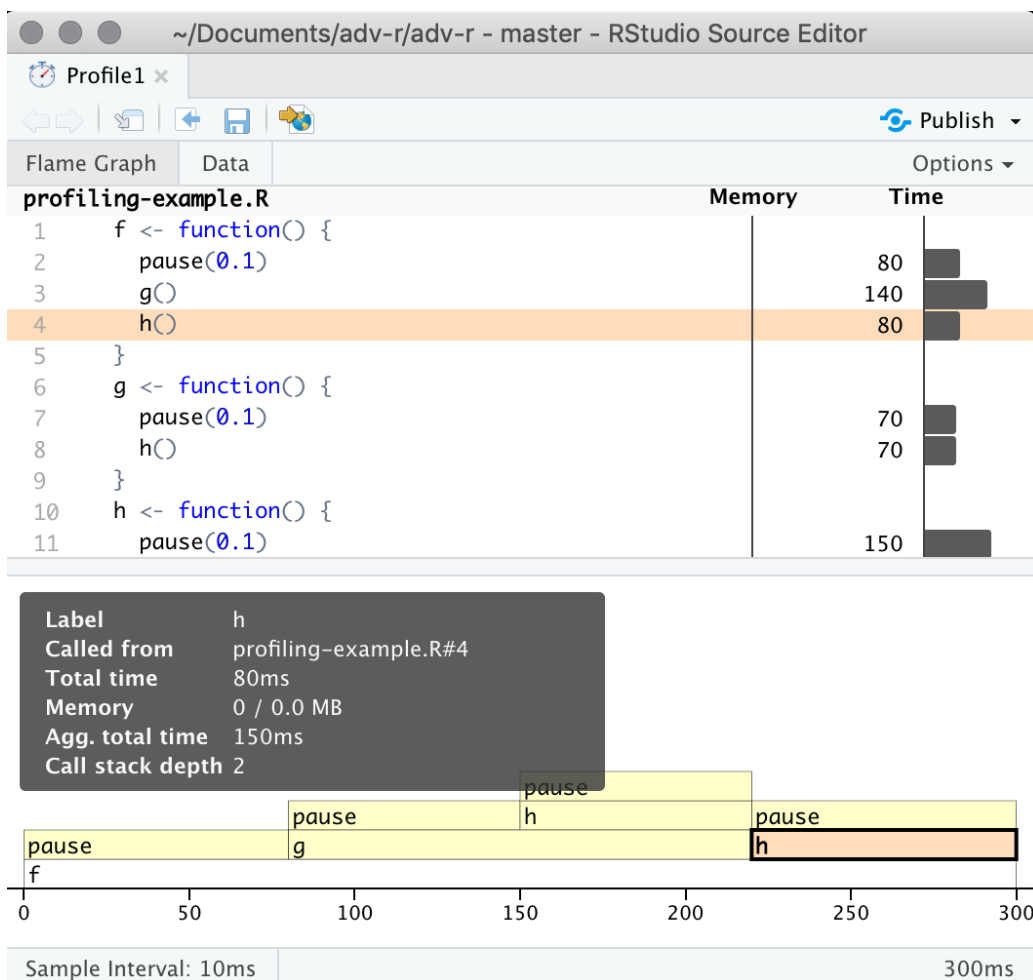 ~/Documents/adv-r/adv-r - master - RStudio Source Editor
Profile1
Publish
Flame Graph Data Options
profiling-example.R Memory Time
1 f <- function() {
2 pause(0.1) 80
3 g() 140
4 h() 80
5 }
6 g <- function() {
7 pause(0.1) 70
8 h() 70
9 }
10 h <- function() {
11 pause(0.1) 150
Label h
Called from profiling-example.R#4
Total time 80ms
Memory 0 / 0.0 MB
Agg. total time 150ms
Call stack depth 2
pause
pause h pause
pause g h
f
0 50 100 150 200 250 300
Sample Interval: 10ms 300ms